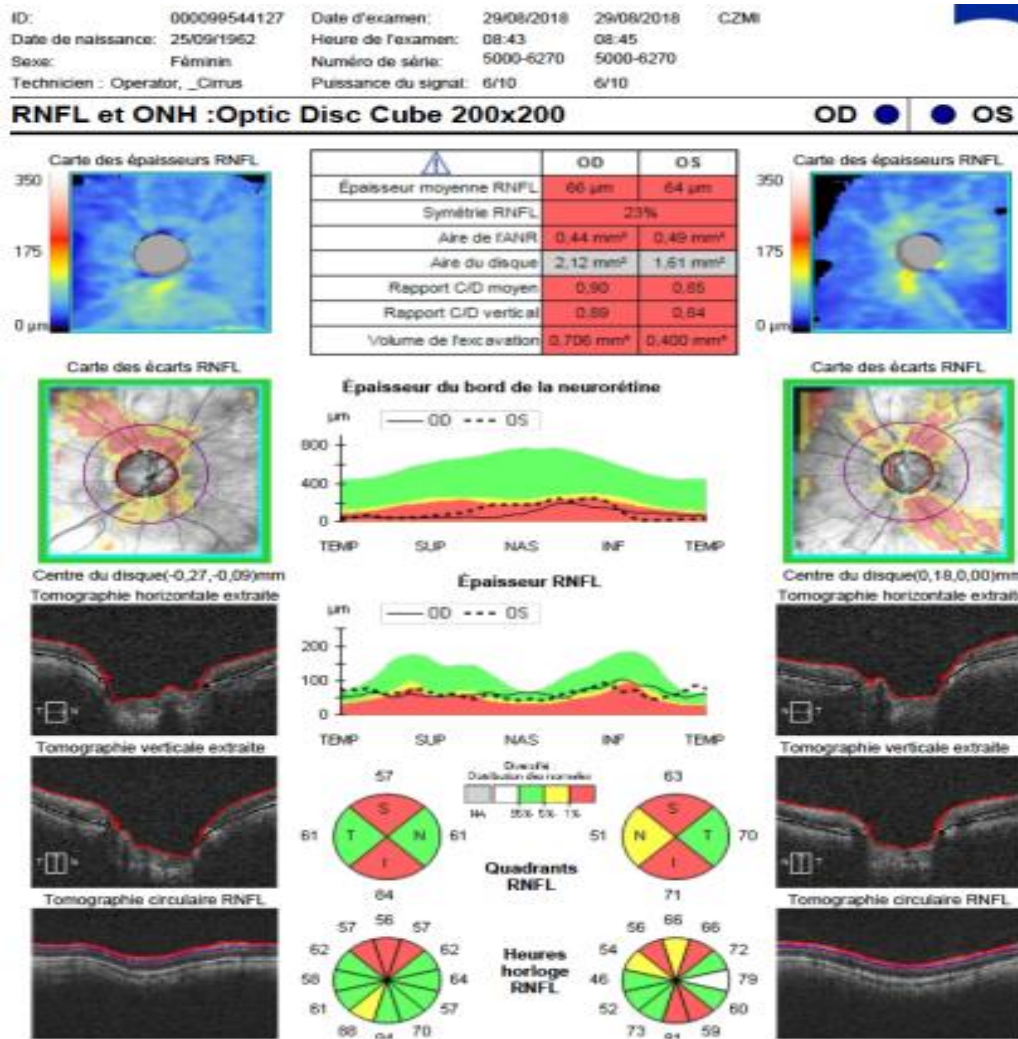 ID: 000099544127 Date d'examen: 29/08/2018 29/08/2018 CZMI
Date de naissance: 25/09/1962 Heure de l'examen: 08:43 08:45
Sexe: Féminin Numéro de série: 5000-6270 5000-6270
Technicien : Operator, _Cirrus Puissance du signal: 6/10 6/10
RNFL et ONH :Optic Disc Cube 200x200 OD OS
Carte des épaisseurs RNFL
350
175
0 µm
OD OS
Épaisseur moyenne RNFL 66 µm 64 µm
Symétrie RNFL 23%
Aire de l'ANR 0,44 mm² 0,49 mm²
Aire du disque 2,12 mm² 1,61 mm²
Rapport C/D moyen 0,90 0,85
Rapport C/D vertical 0,89 0,84
Volume de l'excavation 0,706 mm³ 0,400 mm³
Carte des épaisseurs RNFL
350
175
0 µm
Carte des écarts RNFL
Carte des écarts RNFL
Épaisseur du bord de la neurorétine
µm OD OS
800
400
0
TEMP SUP NAS INF TEMP
Centre du disque(-0,27,-0,09)mm
Centre du disque(0,18,0,00)mm
Tomographie horizontale extraite
Tomographie horizontale extraite
T N
N T
Épaisseur RNFL
µm OD OS
200
100
0
TEMP SUP NAS INF TEMP
Tomographie verticale extraite
Tomographie verticale extraite
Distribution des normales
NA 95% 5% 1%
57
S
61 T N 61
I
84
63
S
51 N T 70
I
71
Quadrants
RNFL
Tomographie circulaire RNFL
Tomographie circulaire RNFL
Heures
horloge
RNFL
57 56 57
62 62
58 64
61 57
88 94 70
56 66 66
54 72
46 79
52 60
73 81 59